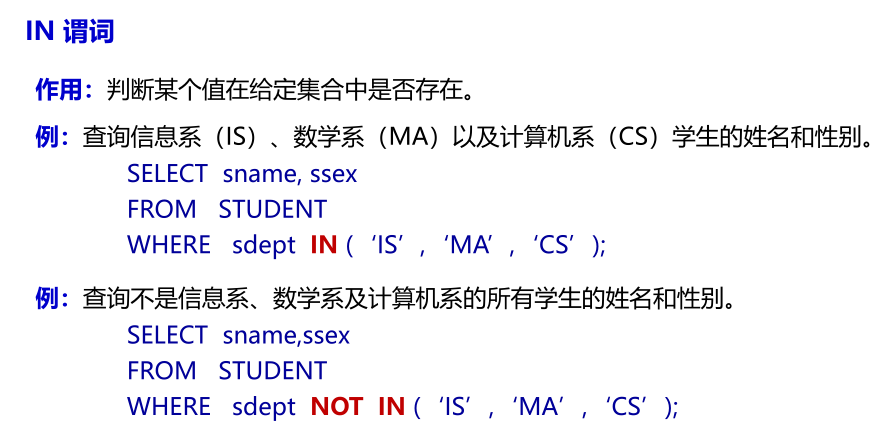 IN 谓词
作用：判断某个值在给定集合中是否存在。
例：查询信息系（IS）、数学系（MA）以及计算机系（CS）学生的姓名和性别。
SELECT sname, ssex
FROM STUDENT
WHERE sdept IN (‘IS’,‘MA’,‘CS’);
例：查询不是信息系、数学系及计算机系的所有学生的姓名和性别。
SELECT sname,ssex
FROM STUDENT
WHERE sdept NOT IN (‘IS’,‘MA’,‘CS’);